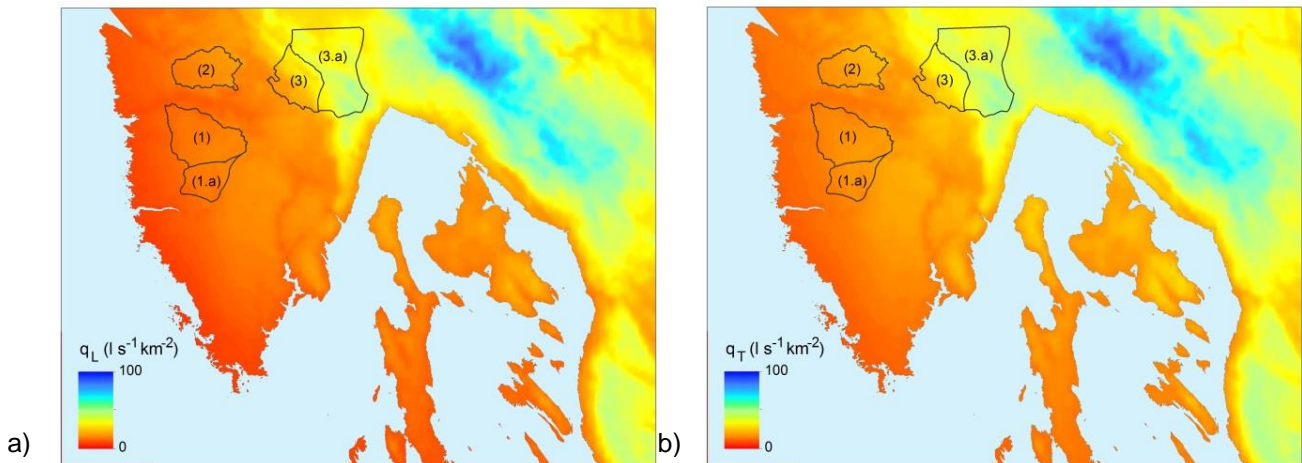 (2)
(3.a)
(3)
(1)
(1.a)
q_L (l s⁻¹ km⁻²)
100
0
a)
(2)
(3.a)
(3)
(1)
(1.a)
q_T (l s⁻¹ km⁻²)
100
0
b)